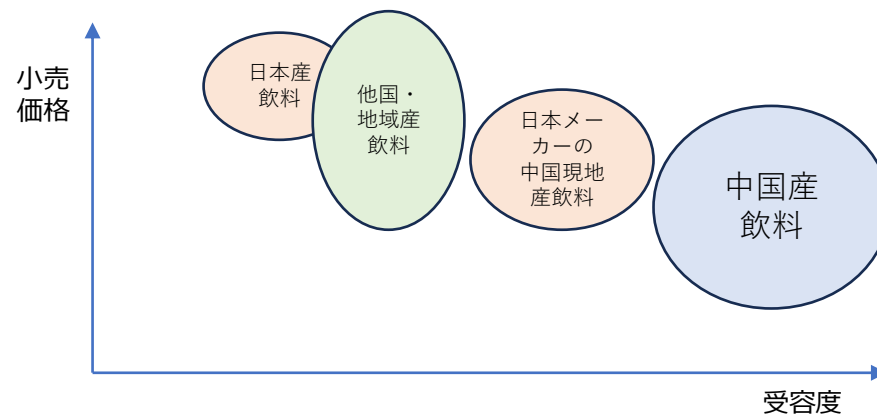 小売
価格
日本産
飲料
他国・
地域産
飲料
日本メー
カーの
中国現地
産飲料
中国産
飲料
受容度